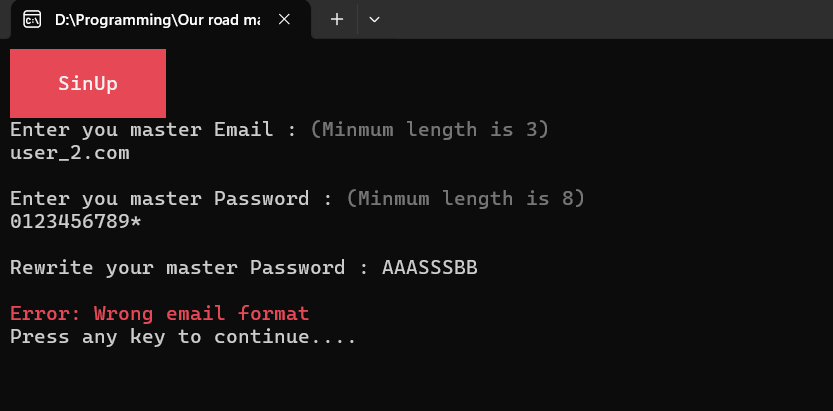 D:\Programming\Our road ma
SinUp
Enter you master Email : (Minmum length is 3)
user_2.com
Enter you master Password : (Minmum length is 8)
0123456789*
Rewrite your master Password : AAASSSBB
Error: Wrong email format
Press any key to continue....